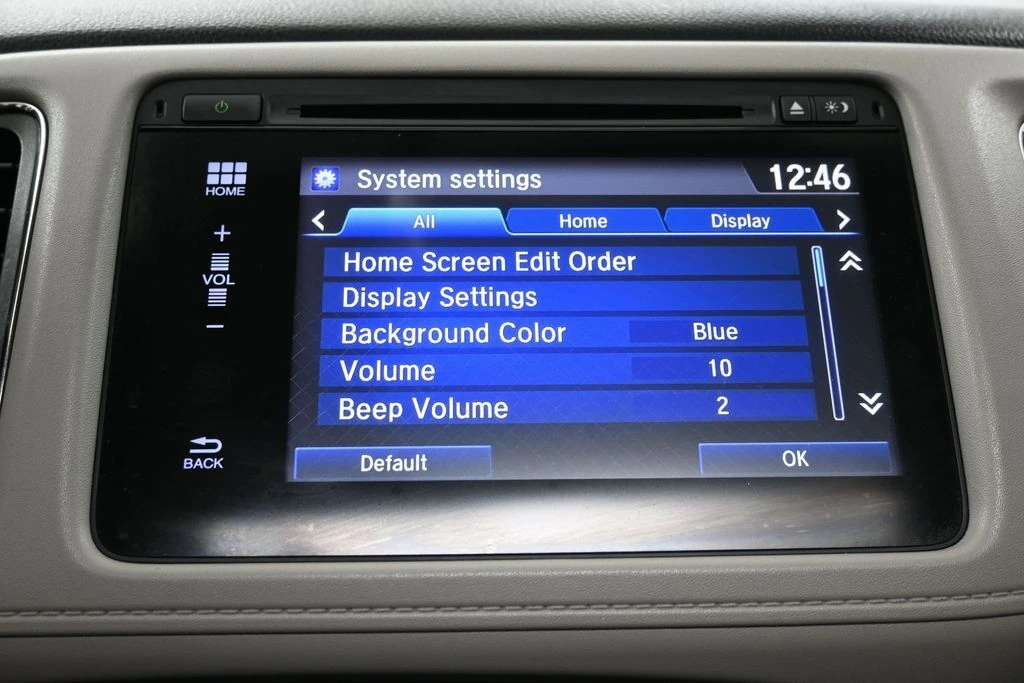 HOME
System settings 12:46
All Home Display
+
VOL
−
Home Screen Edit Order
Display Settings
Background Color Blue
Volume 10
Beep Volume 2
BACK
Default OK